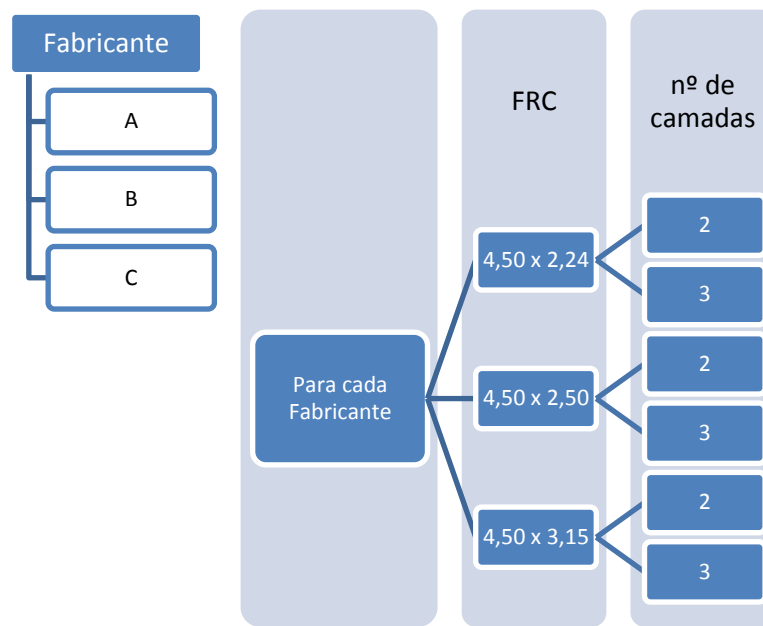 Fabricante
A
B
C
FRC
nº de
camadas
Para cada
Fabricante
4,50 x 2,24
2
3
4,50 x 2,50
2
3
4,50 x 3,15
2
3